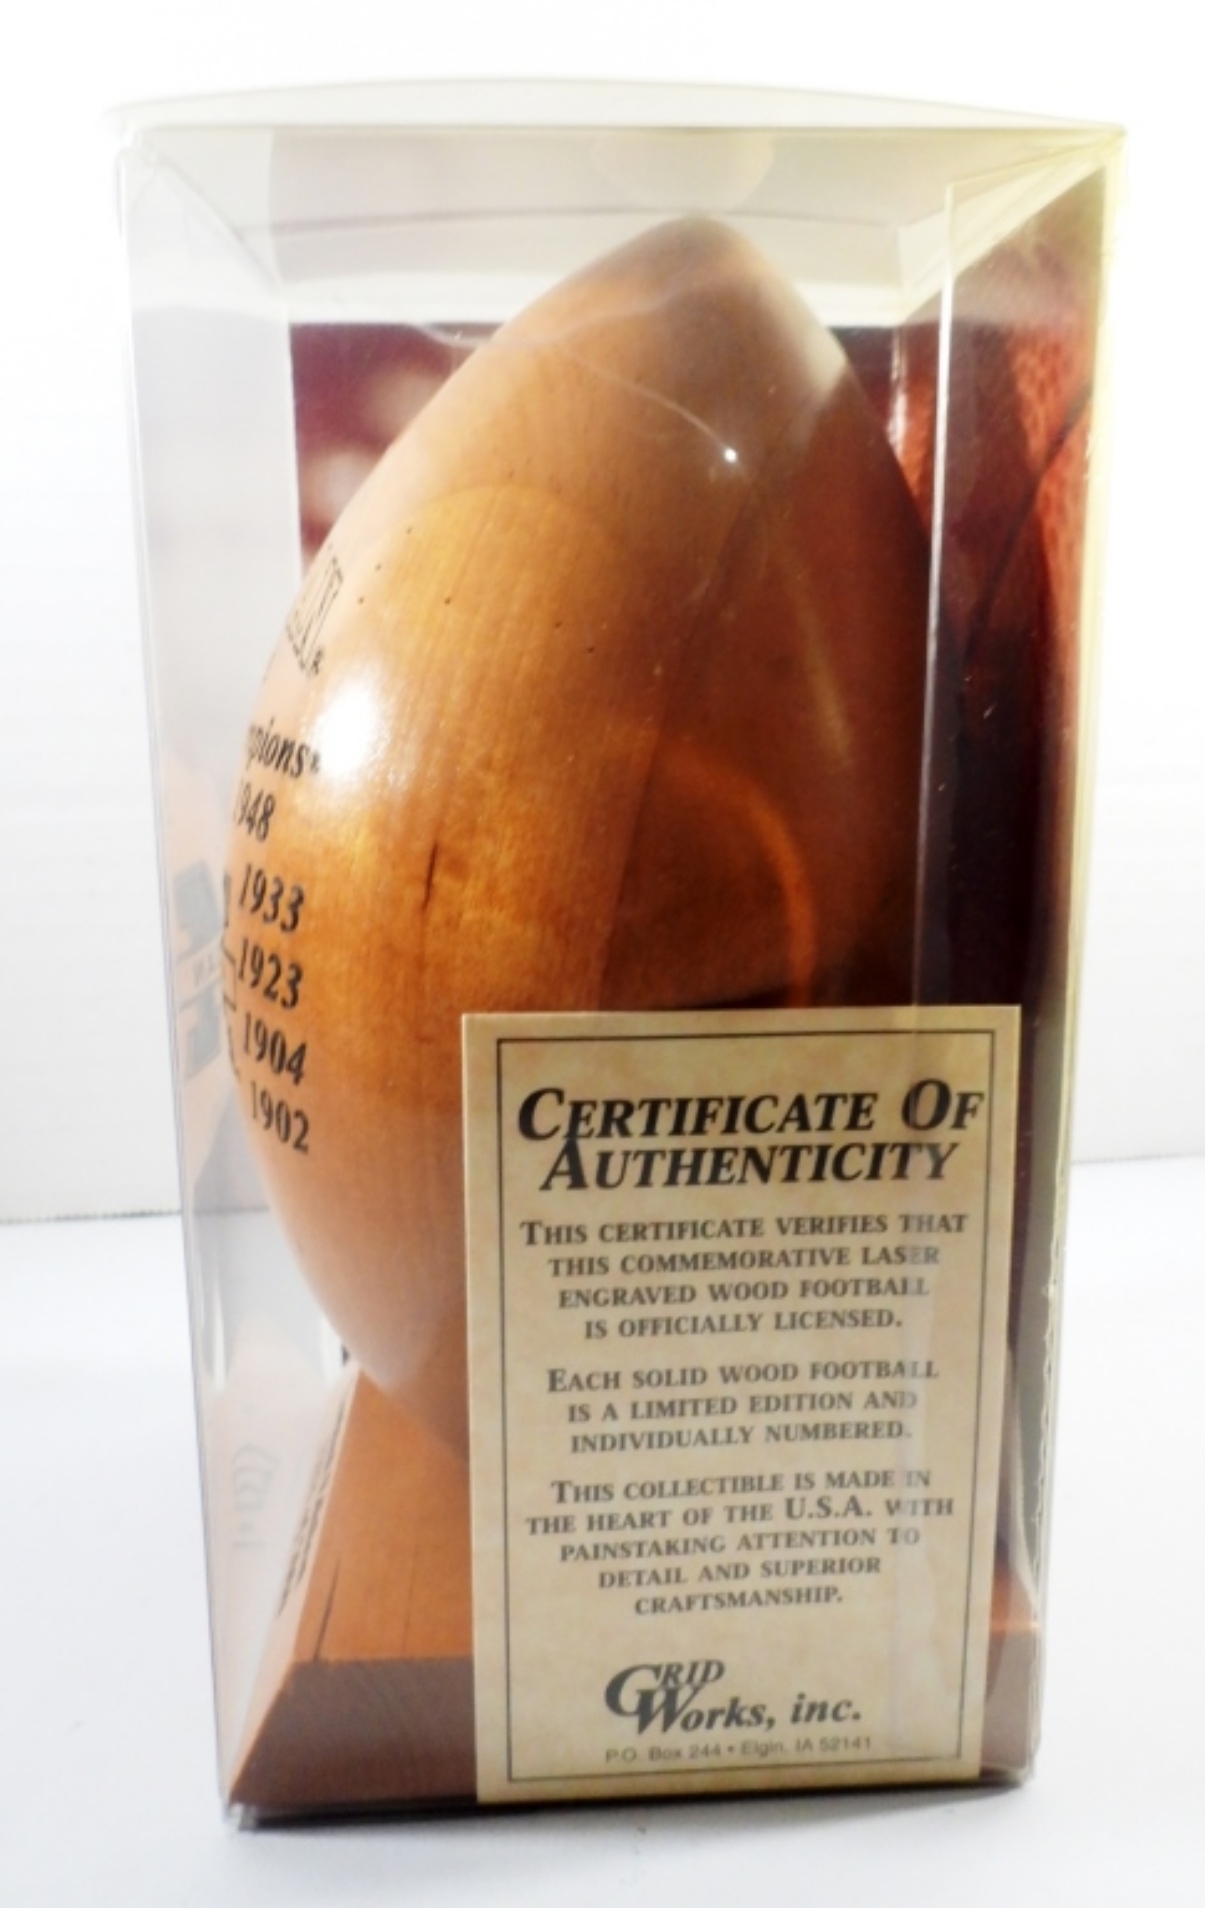 1948
1933
1923
1904
1902
CERTIFICATE OF
AUTHENTICITY
THIS CERTIFICATE VERIFIES THAT
THIS COMMEMORATIVE LASER
ENGRAVED WOOD FOOTBALL
IS OFFICIALLY LICENSED.
EACH SOLID WOOD FOOTBALL
IS A LIMITED EDITION AND
INDIVIDUALLY NUMBERED.
THIS COLLECTIBLE IS MADE IN
THE HEART OF THE U.S.A. WITH
PAINSTAKING ATTENTION TO
DETAIL AND SUPERIOR
CRAFTSMANSHIP.
GRID
WORKS, inc.
P.O. Box 244 • Elgin, IA 52141